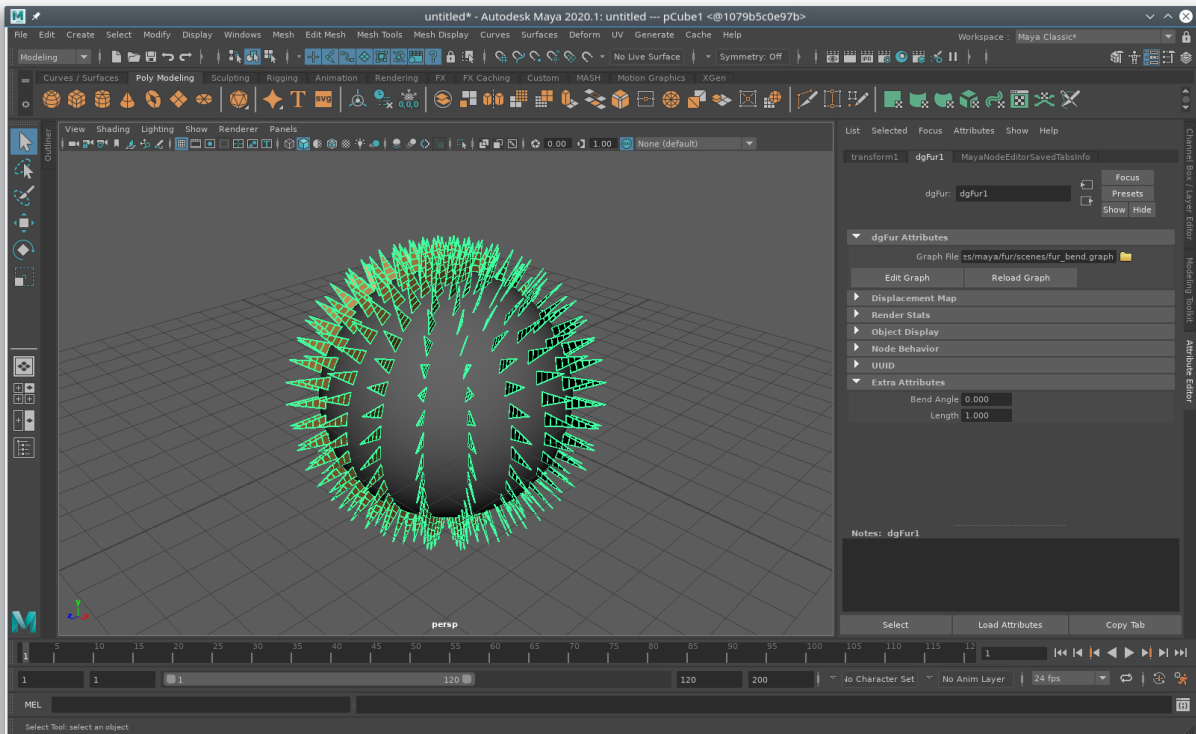 untitled* - Autodesk Maya 2020.1: untitled --- pCube1 <@1079b5c0e97b>
File Edit Create Select Modify Display Windows Mesh Edit Mesh Mesh Tools Mesh Display Curves Surfaces Deform UV Generate Cache Help Workspace : Maya Classic*
Modeling No Live Surface Symmetry: Off
Curves / Surfaces Poly Modeling Sculpting Rigging Animation Rendering FX FX Caching Custom MASH Motion Graphics XGen
T svg 0,0,0
View Shading Lighting Show Renderer Panels
0.00 1.00 None (default)
Outliner
persp
y
z x
List Selected Focus Attributes Show Help
transform1 dgFur1 MayaNodeEditorSavedTabsInfo
dgFur: dgFur1
Focus
Presets
Show Hide
dgFur Attributes
Graph File es/maya/fur/scenes/fur_bend.graph
Edit Graph Reload Graph
Displacement Map
Render Stats
Object Display
Node Behavior
UUID
Extra Attributes
Bend Angle 0.000
Length 1.000
Notes: dgFur1
Select Load Attributes Copy Tab
Channel Box / Layer Editor
Modeling Toolkit
Attribute Editor
1 5 10 15 20 25 30 35 40 45 50 55 60 65 70 75 80 85 90 95 100 105 110 115 12 1
1 1 1 120 120 200 No Character Set No Anim Layer 24 fps
MEL
Select Tool: select an object